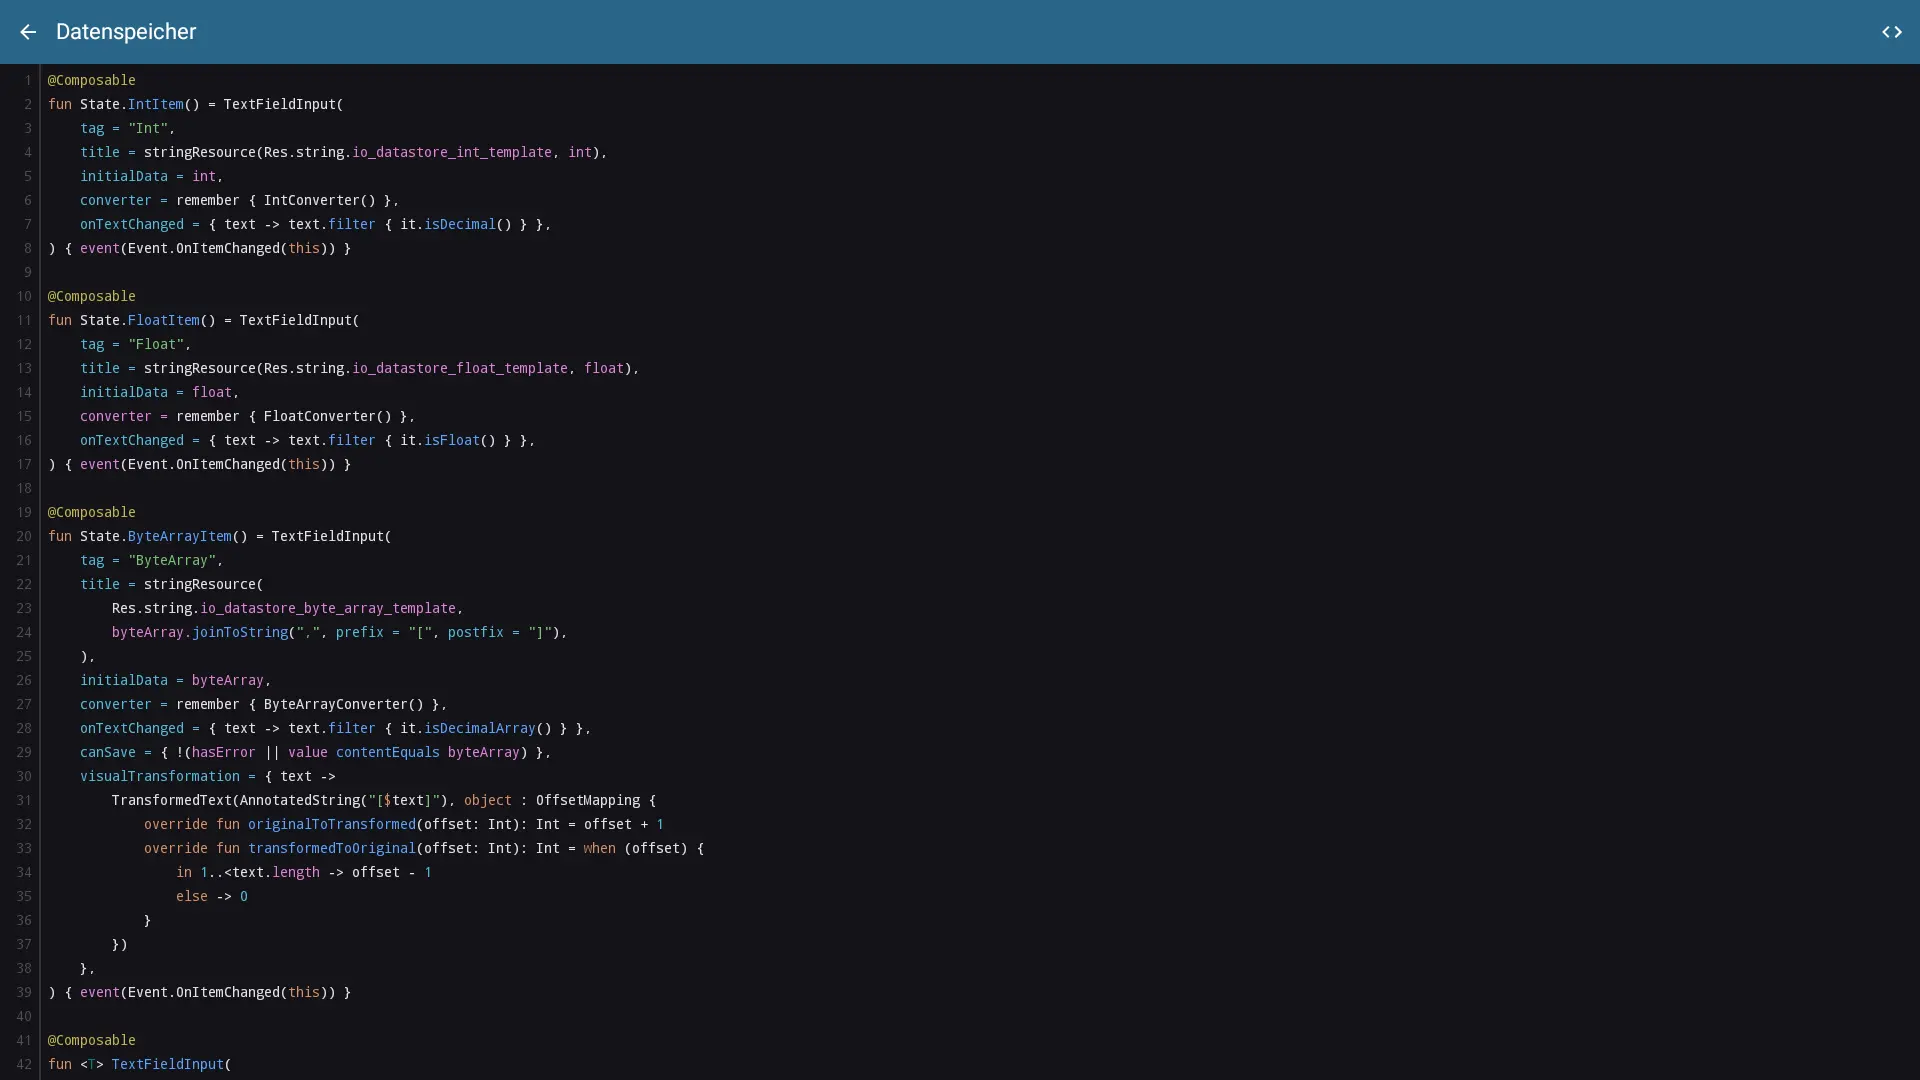 Datenspeicher
1 @Composable
2 fun State.IntItem() = TextFieldInput(
3     tag = "Int",
4     title = stringResource(Res.string.io_datastore_int_template, int),
5     initialData = int,
6     converter = remember { IntConverter() },
7     onTextChanged = { text -> text.filter { it.isDecimal() } },
8 ) { event(Event.OnItemChanged(this)) }
9
10 @Composable
11 fun State.FloatItem() = TextFieldInput(
12     tag = "Float",
13     title = stringResource(Res.string.io_datastore_float_template, float),
14     initialData = float,
15     converter = remember { FloatConverter() },
16     onTextChanged = { text -> text.filter { it.isFloat() } },
17 ) { event(Event.OnItemChanged(this)) }
18
19 @Composable
20 fun State.ByteArrayItem() = TextFieldInput(
21     tag = "ByteArray",
22     title = stringResource(
23         Res.string.io_datastore_byte_array_template,
24         byteArray.joinToString(",", prefix = "[", postfix = "]"),
25     ),
26     initialData = byteArray,
27     converter = remember { ByteArrayConverter() },
28     onTextChanged = { text -> text.filter { it.isDecimalArray() } },
29     canSave = { !(hasError || value contentEquals byteArray) },
30     visualTransformation = { text ->
31         TransformedText(AnnotatedString("[$text]"), object : OffsetMapping {
32             override fun originalToTransformed(offset: Int): Int = offset + 1
33             override fun transformedToOriginal(offset: Int): Int = when (offset) {
34                 in 1..<text.length -> offset - 1
35                 else -> 0
36             }
37         })
38     },
39 ) { event(Event.OnItemChanged(this)) }
40
41 @Composable
42 fun <T> TextFieldInput(